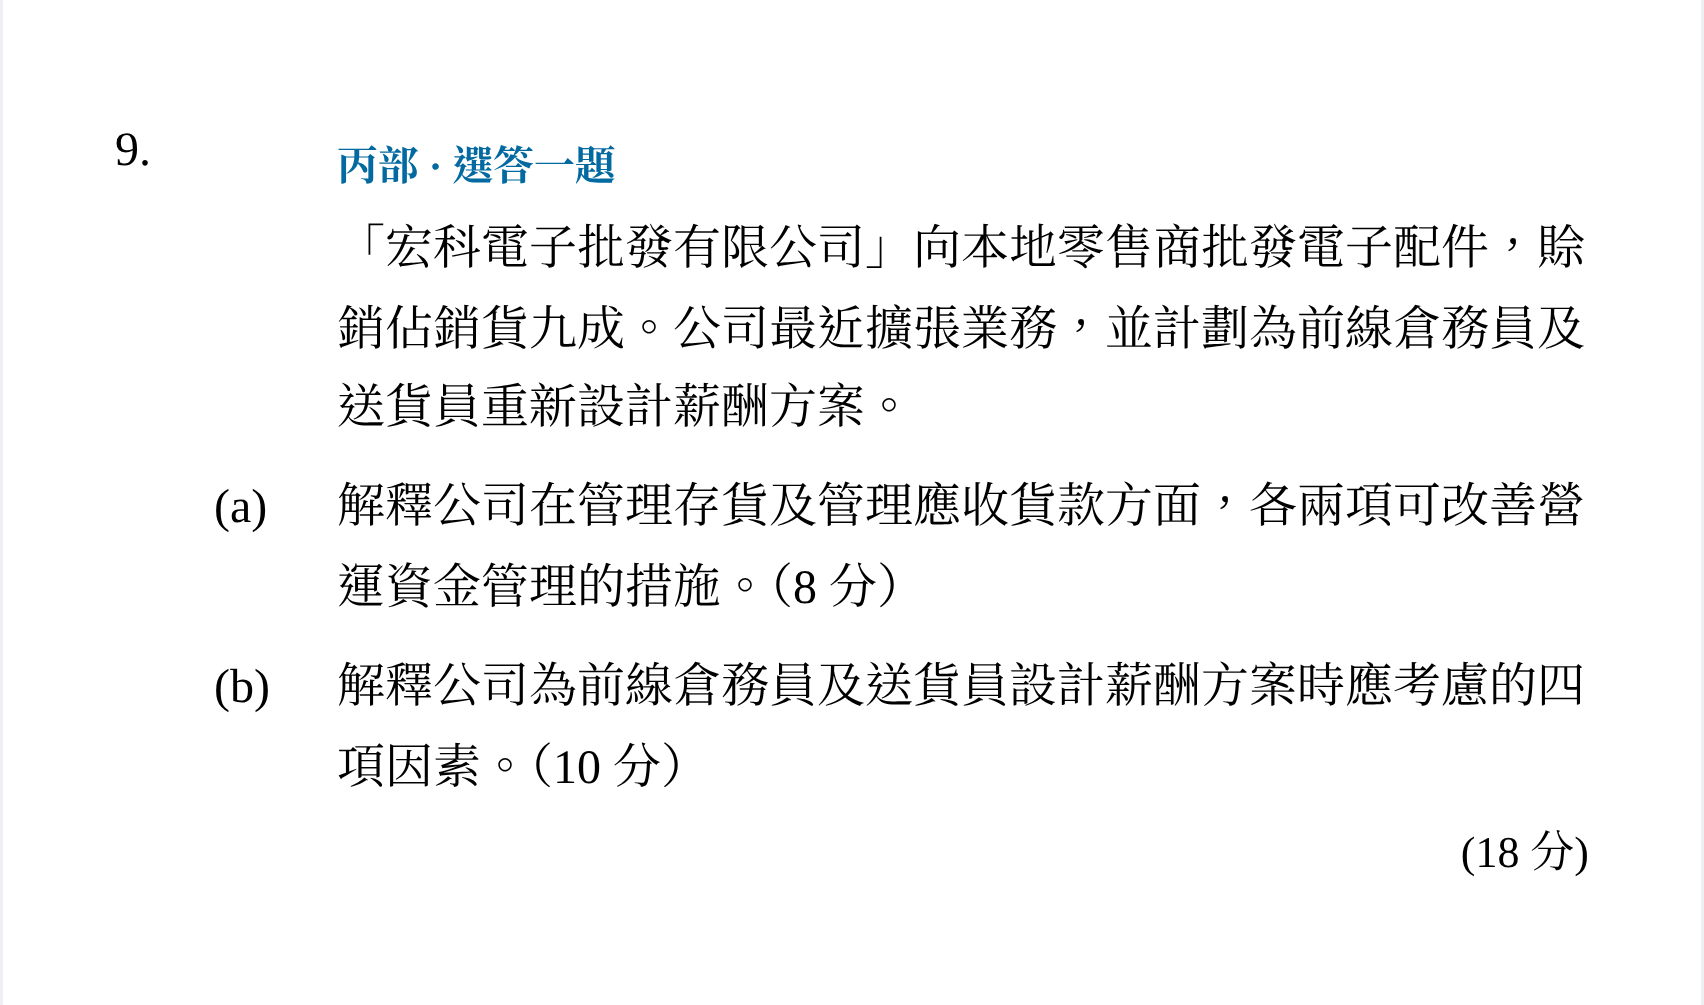 9.
丙部 · 選答一題
「宏科電子批發有限公司」向本地零售商批發電子配件，賒
銷佔銷貨九成。公司最近擴張業務，並計劃為前線倉務員及
送貨員重新設計薪酬方案。
(a) 解釋公司在管理存貨及管理應收貨款方面，各兩項可改善營
運資金管理的措施。（8 分）
(b) 解釋公司為前線倉務員及送貨員設計薪酬方案時應考慮的四
項因素。（10 分）
(18 分)